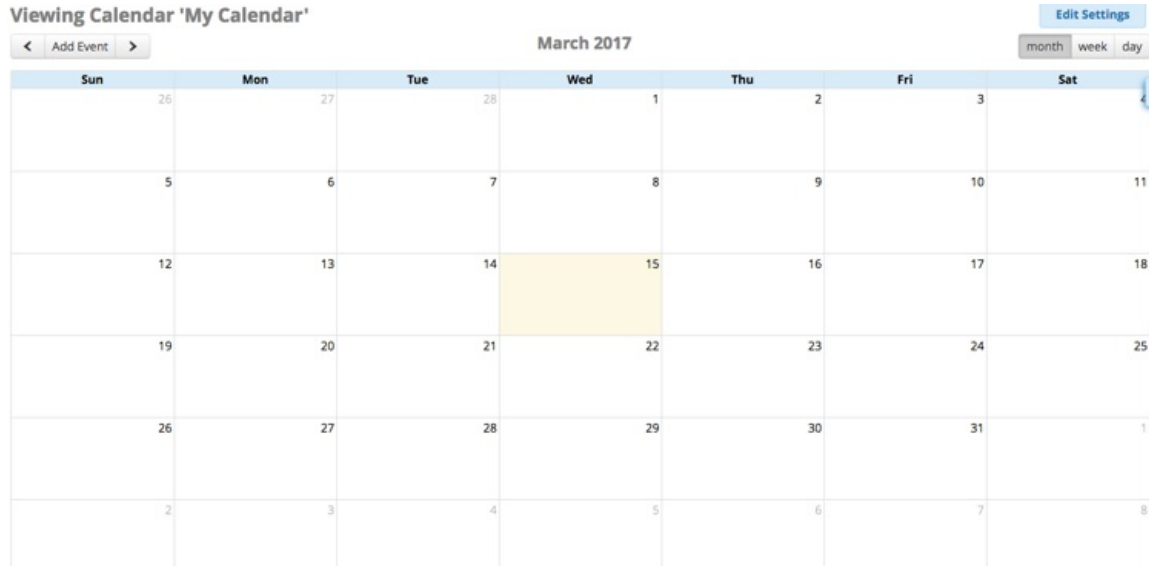 Viewing Calendar 'My Calendar' Edit Settings
< Add Event > March 2017 month week day
Sun Mon Tue Wed Thu Fri Sat
26 27 28 1 2 3 4
5 6 7 8 9 10 11
12 13 14 15 16 17 18
19 20 21 22 23 24 25
26 27 28 29 30 31 1
2 3 4 5 6 7 8